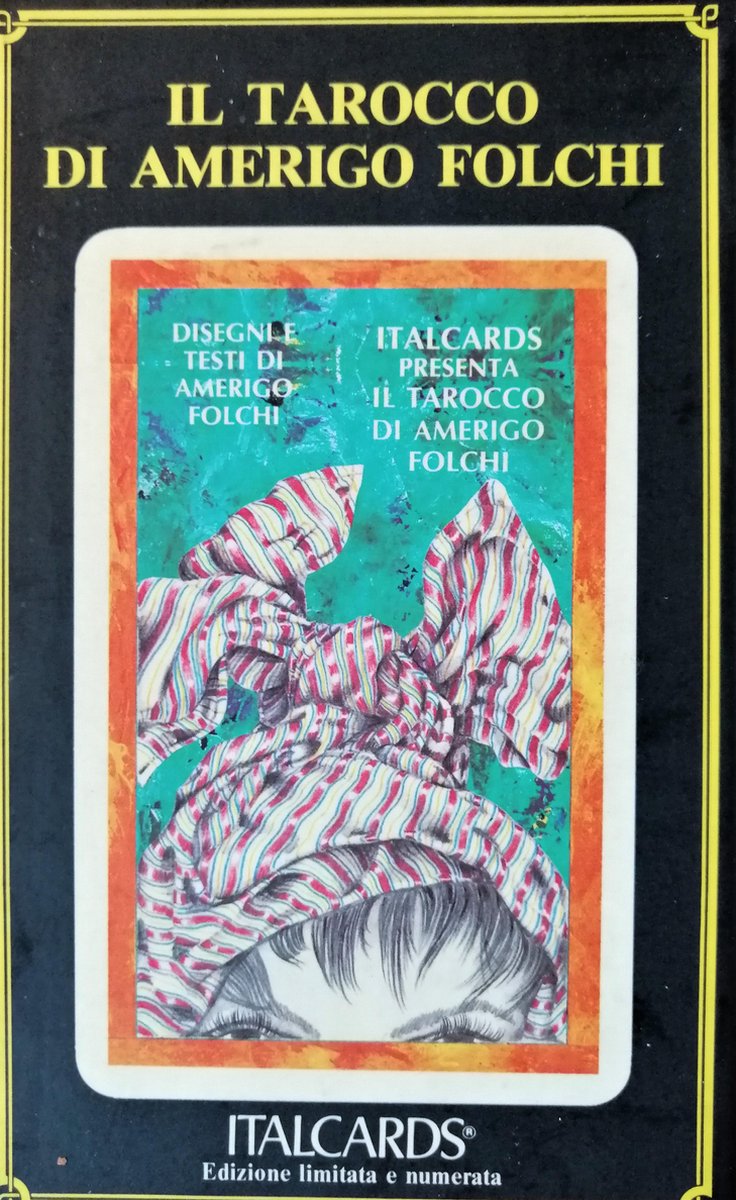 IL TAROCCO
DI AMERIGO FOLCHI
DISEGNI E
TESTI DI
AMERIGO
FOLCHI
ITALCARDS
PRESENTA
IL TAROCCO
DI AMERIGO
FOLCHI
ITALCARDS®
Edizione limitata e numerata